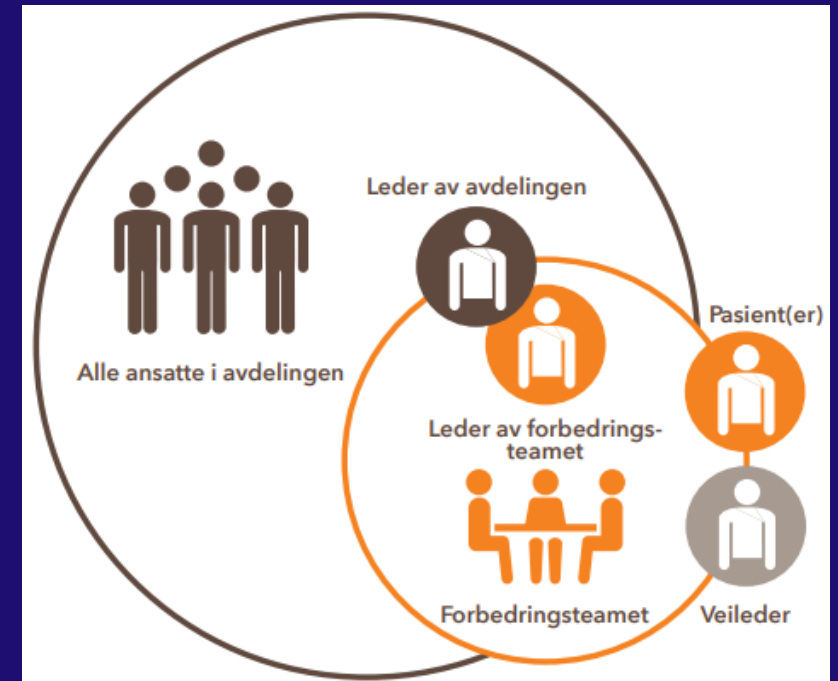 Leder av avdelingen
Pasient(er)
Alle ansatte i avdelingen
Leder av forbedrings-
teamet
Forbedringsteamet
Veileder